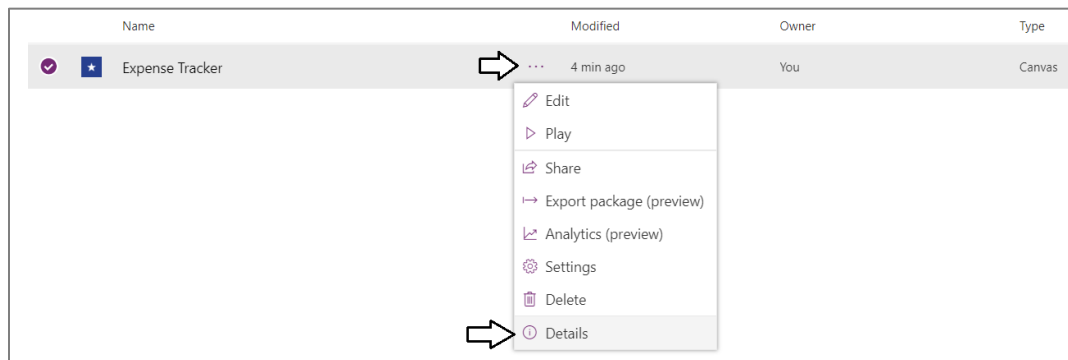 Name Modified Owner Type
Expense Tracker ... 4 min ago You Canvas
Edit
Play
Share
Export package (preview)
Analytics (preview)
Settings
Delete
Details